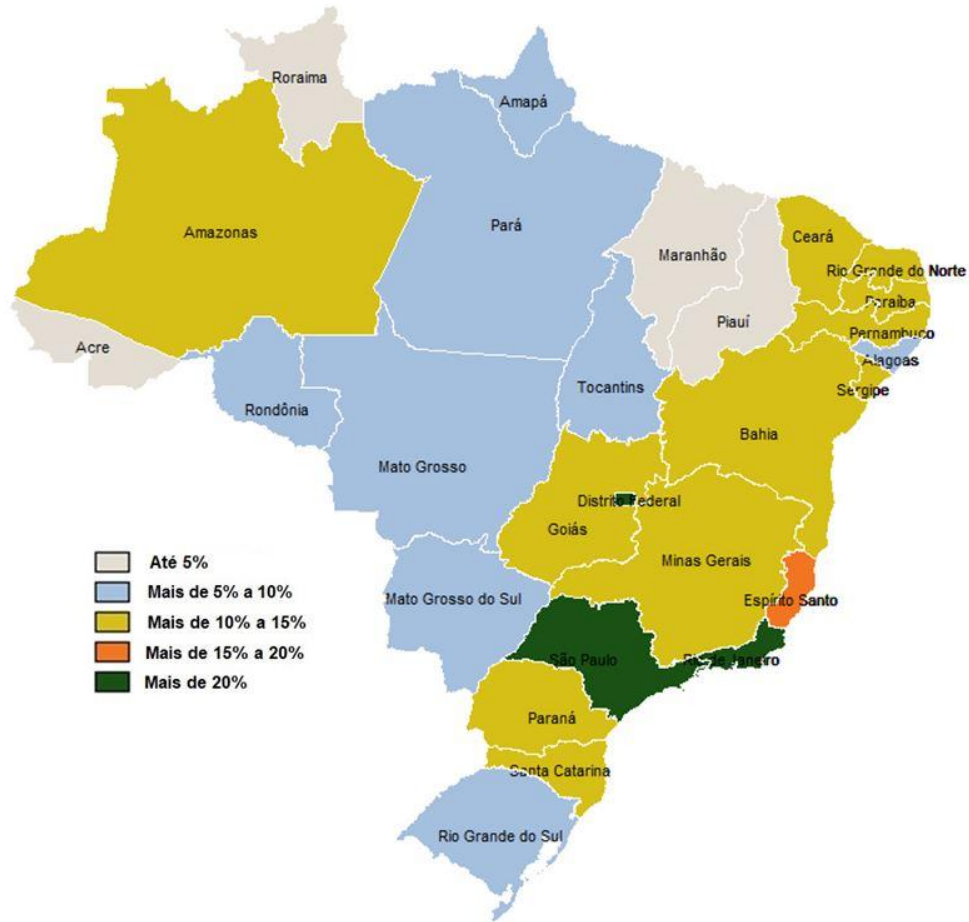 Roraima
Amapá
Amazonas
Pará
Maranhão
Ceará
Rio Grande do Norte
Paraíba
Piauí
Pernambuco
Acre
Alagoas
Tocantins
Sergipe
Rondônia
Bahia
Mato Grosso
Distrito Federal
Goiás
Minas Gerais
Mato Grosso do Sul
Espírito Santo
São Paulo
Rio de Janeiro
Paraná
Santa Catarina
Rio Grande do Sul
Até 5%
Mais de 5% a 10%
Mais de 10% a 15%
Mais de 15% a 20%
Mais de 20%